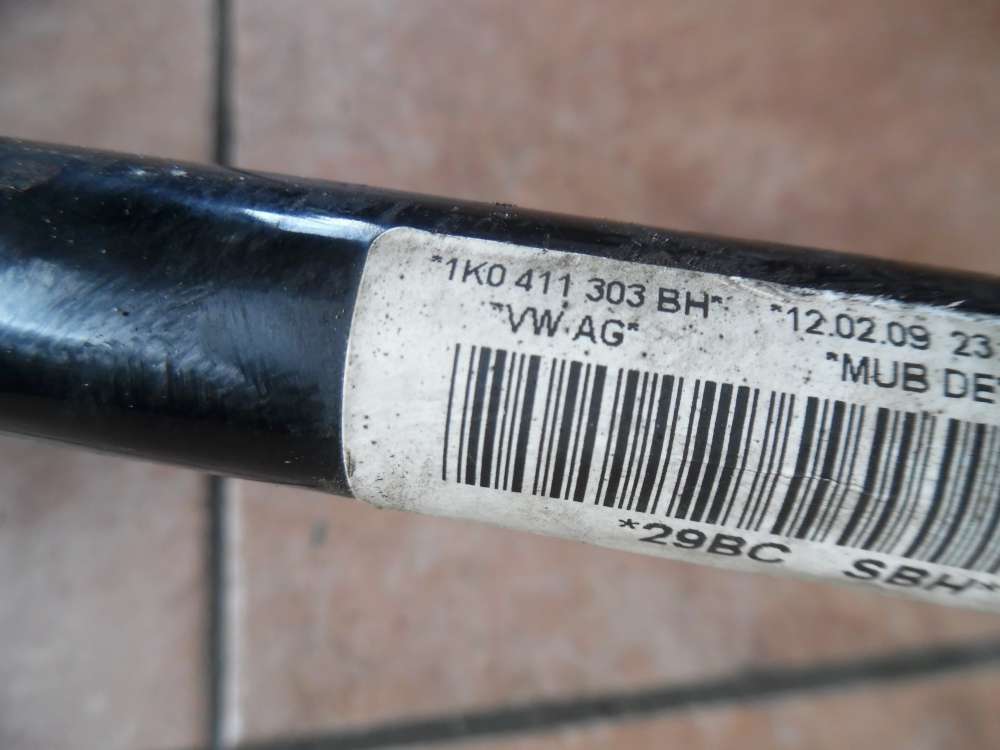 *1K0 411 303 BH* *12.02.09 23
*VW AG* *MUB DE
*29BC SBH*